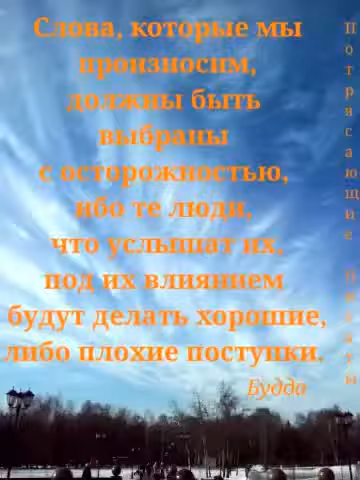 Слова, которые мы
произносим,
должны быть
выбраны
с осторожностью,
ибо те люди,
что услышат их,
под их влиянием
будут делать хорошие,
либо плохие поступки.
Будда
Потрясающие цитаты